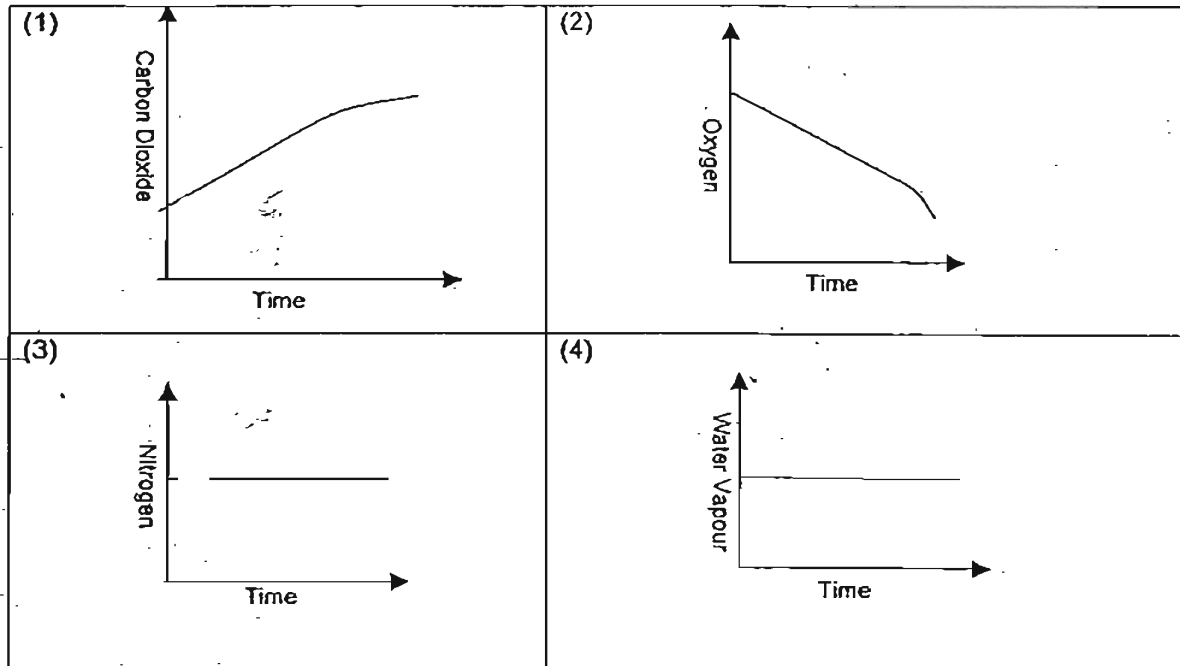 (1)
Carbon Dioxide
Time
(2)
Oxygen
Time
(3)
Nitrogen
Time
(4)
Water Vapour
Time